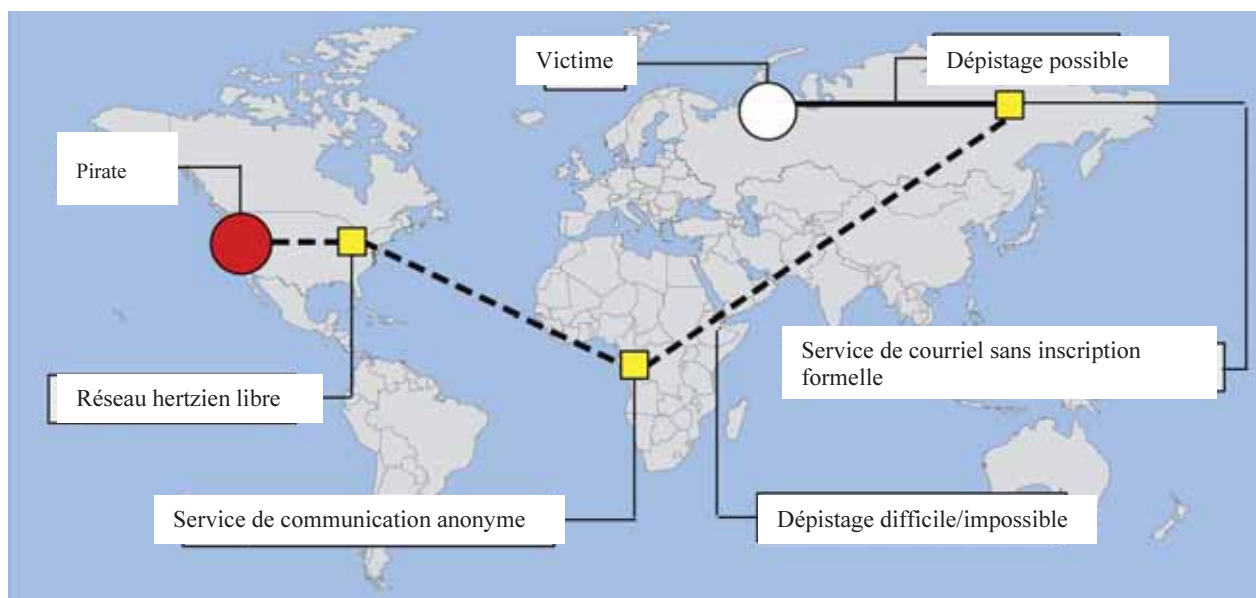 Victime
Dépistage possible
Pirate
Service de courriel sans inscription
formelle
Réseau hertzien libre
Service de communication anonyme
Dépistage difficile/impossible